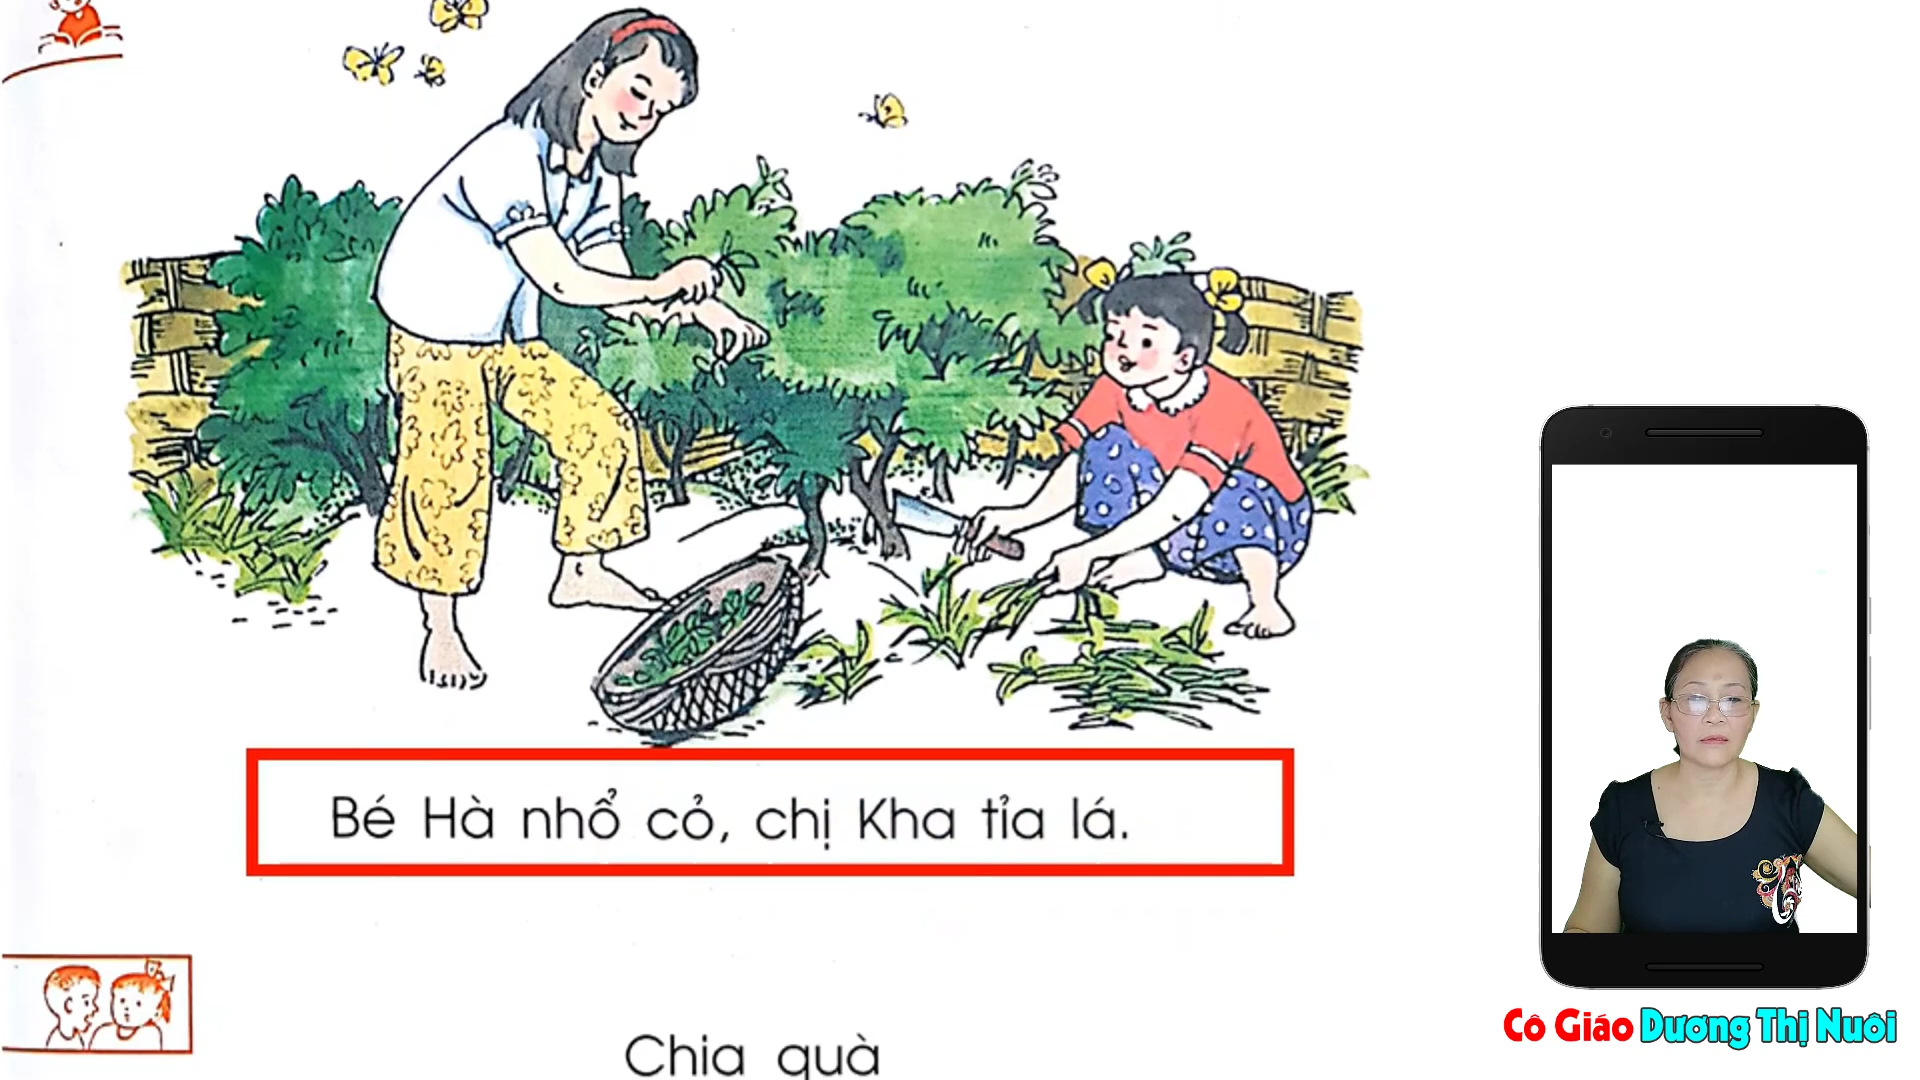 Bé Hà nhổ cỏ, chị Kha tỉa lá.
Chia quà
Cô Giáo Dương Thị Nuôi